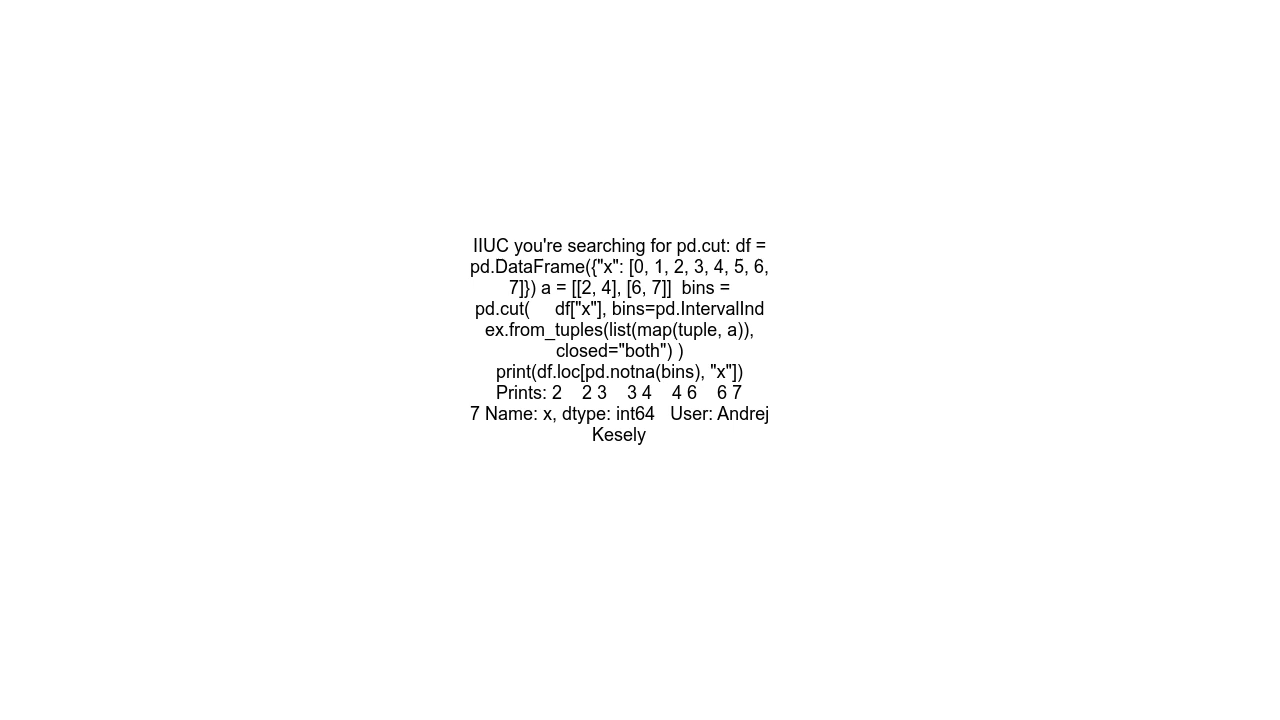 IIUC you're searching for pd.cut: df =
pd.DataFrame({"x": [0, 1, 2, 3, 4, 5, 6,
7]}) a = [[2, 4], [6, 7]]  bins =
pd.cut(     df["x"], bins=pd.IntervalInd
ex.from_tuples(list(map(tuple, a)),
closed="both") )
print(df.loc[pd.notna(bins), "x"])
Prints: 2    2 3    3 4    4 6    6 7
7 Name: x, dtype: int64   User: Andrej
Kesely